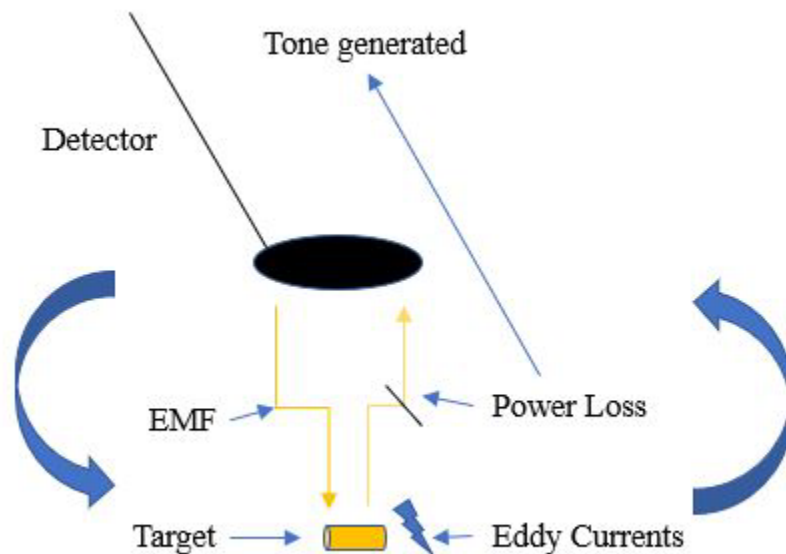 Tone generated
Detector
EMF
Power Loss
Target
Eddy Currents